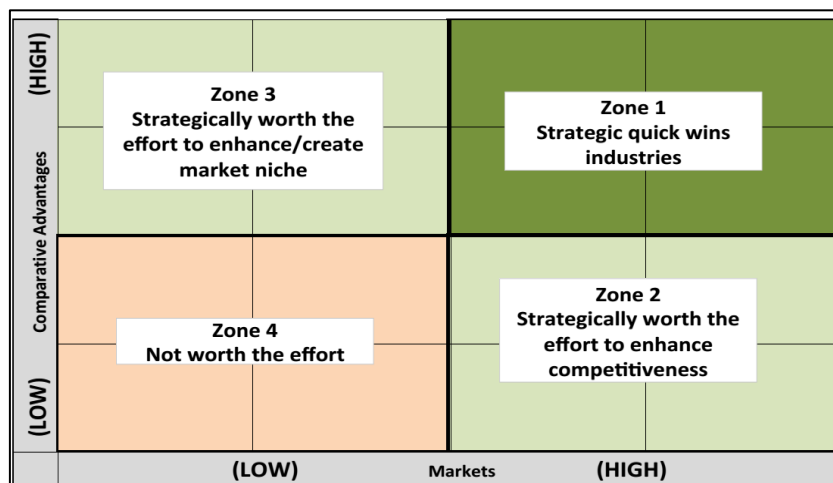 (HIGH)
Comparative Advantages
(LOW)
Zone 3
Strategically worth the
effort to enhance/create
market niche
Zone 1
Strategic quick wins
industries
Zone 4
Not worth the effort
Zone 2
Strategically worth the
effort to enhance
competitiveness
(LOW)
Markets
(HIGH)